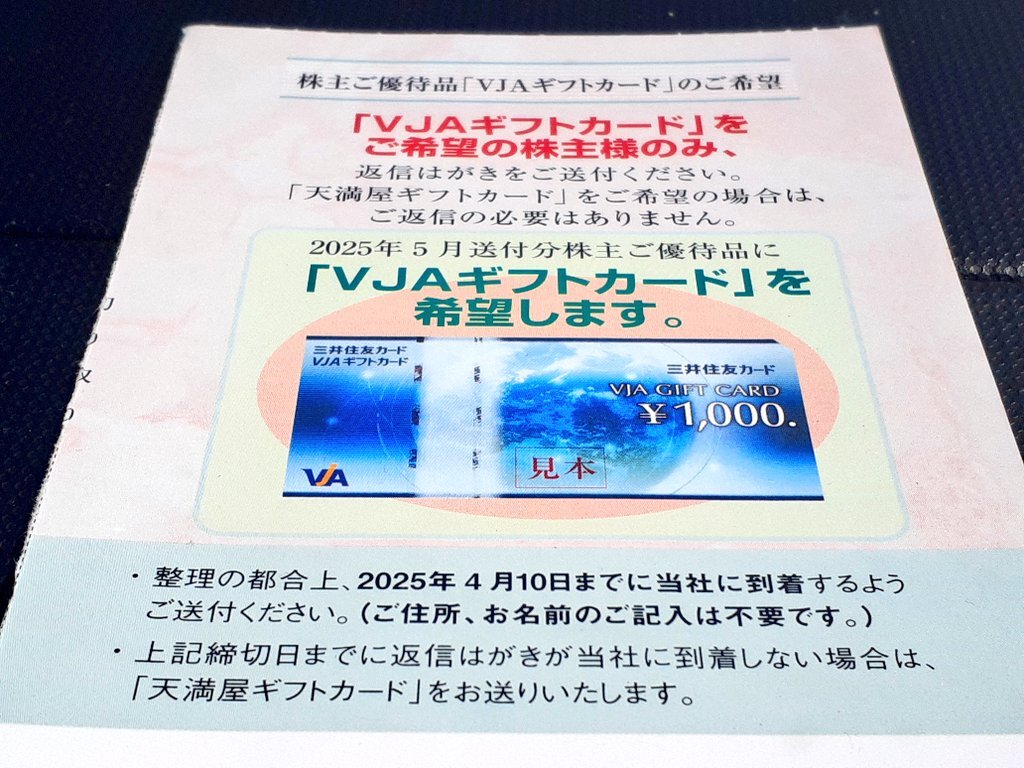 株主ご優待品「VJAギフトカード」のご希望
「VJAギフトカード」を
ご希望の株主様のみ、
返信はがきをご送付ください。
「天満屋ギフトカード」をご希望の場合は、
ご返信の必要はありません。
2025年5月送付分株主ご優待品に
「VJAギフトカード」を
希望します。
三井住友カード
VJAギフトカード
三井住友カード
VJA GIFT CARD
¥1,000.
見本
VJA
・整理の都合上、2025年4月10日までに当社に到着するよう
ご送付ください。(ご住所、お名前のご記入は不要です。)
・上記締切日までに返信はがきが当社に到着しない場合は、
「天満屋ギフトカード」をお送りいたします。